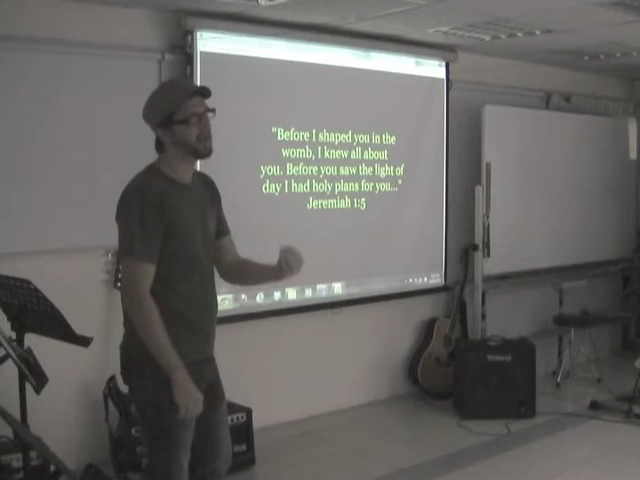 "Before I shaped you in the
womb, I knew all about
you. Before you saw the light of
day I had holy plans for you..."
Jeremiah 1:5
Roland